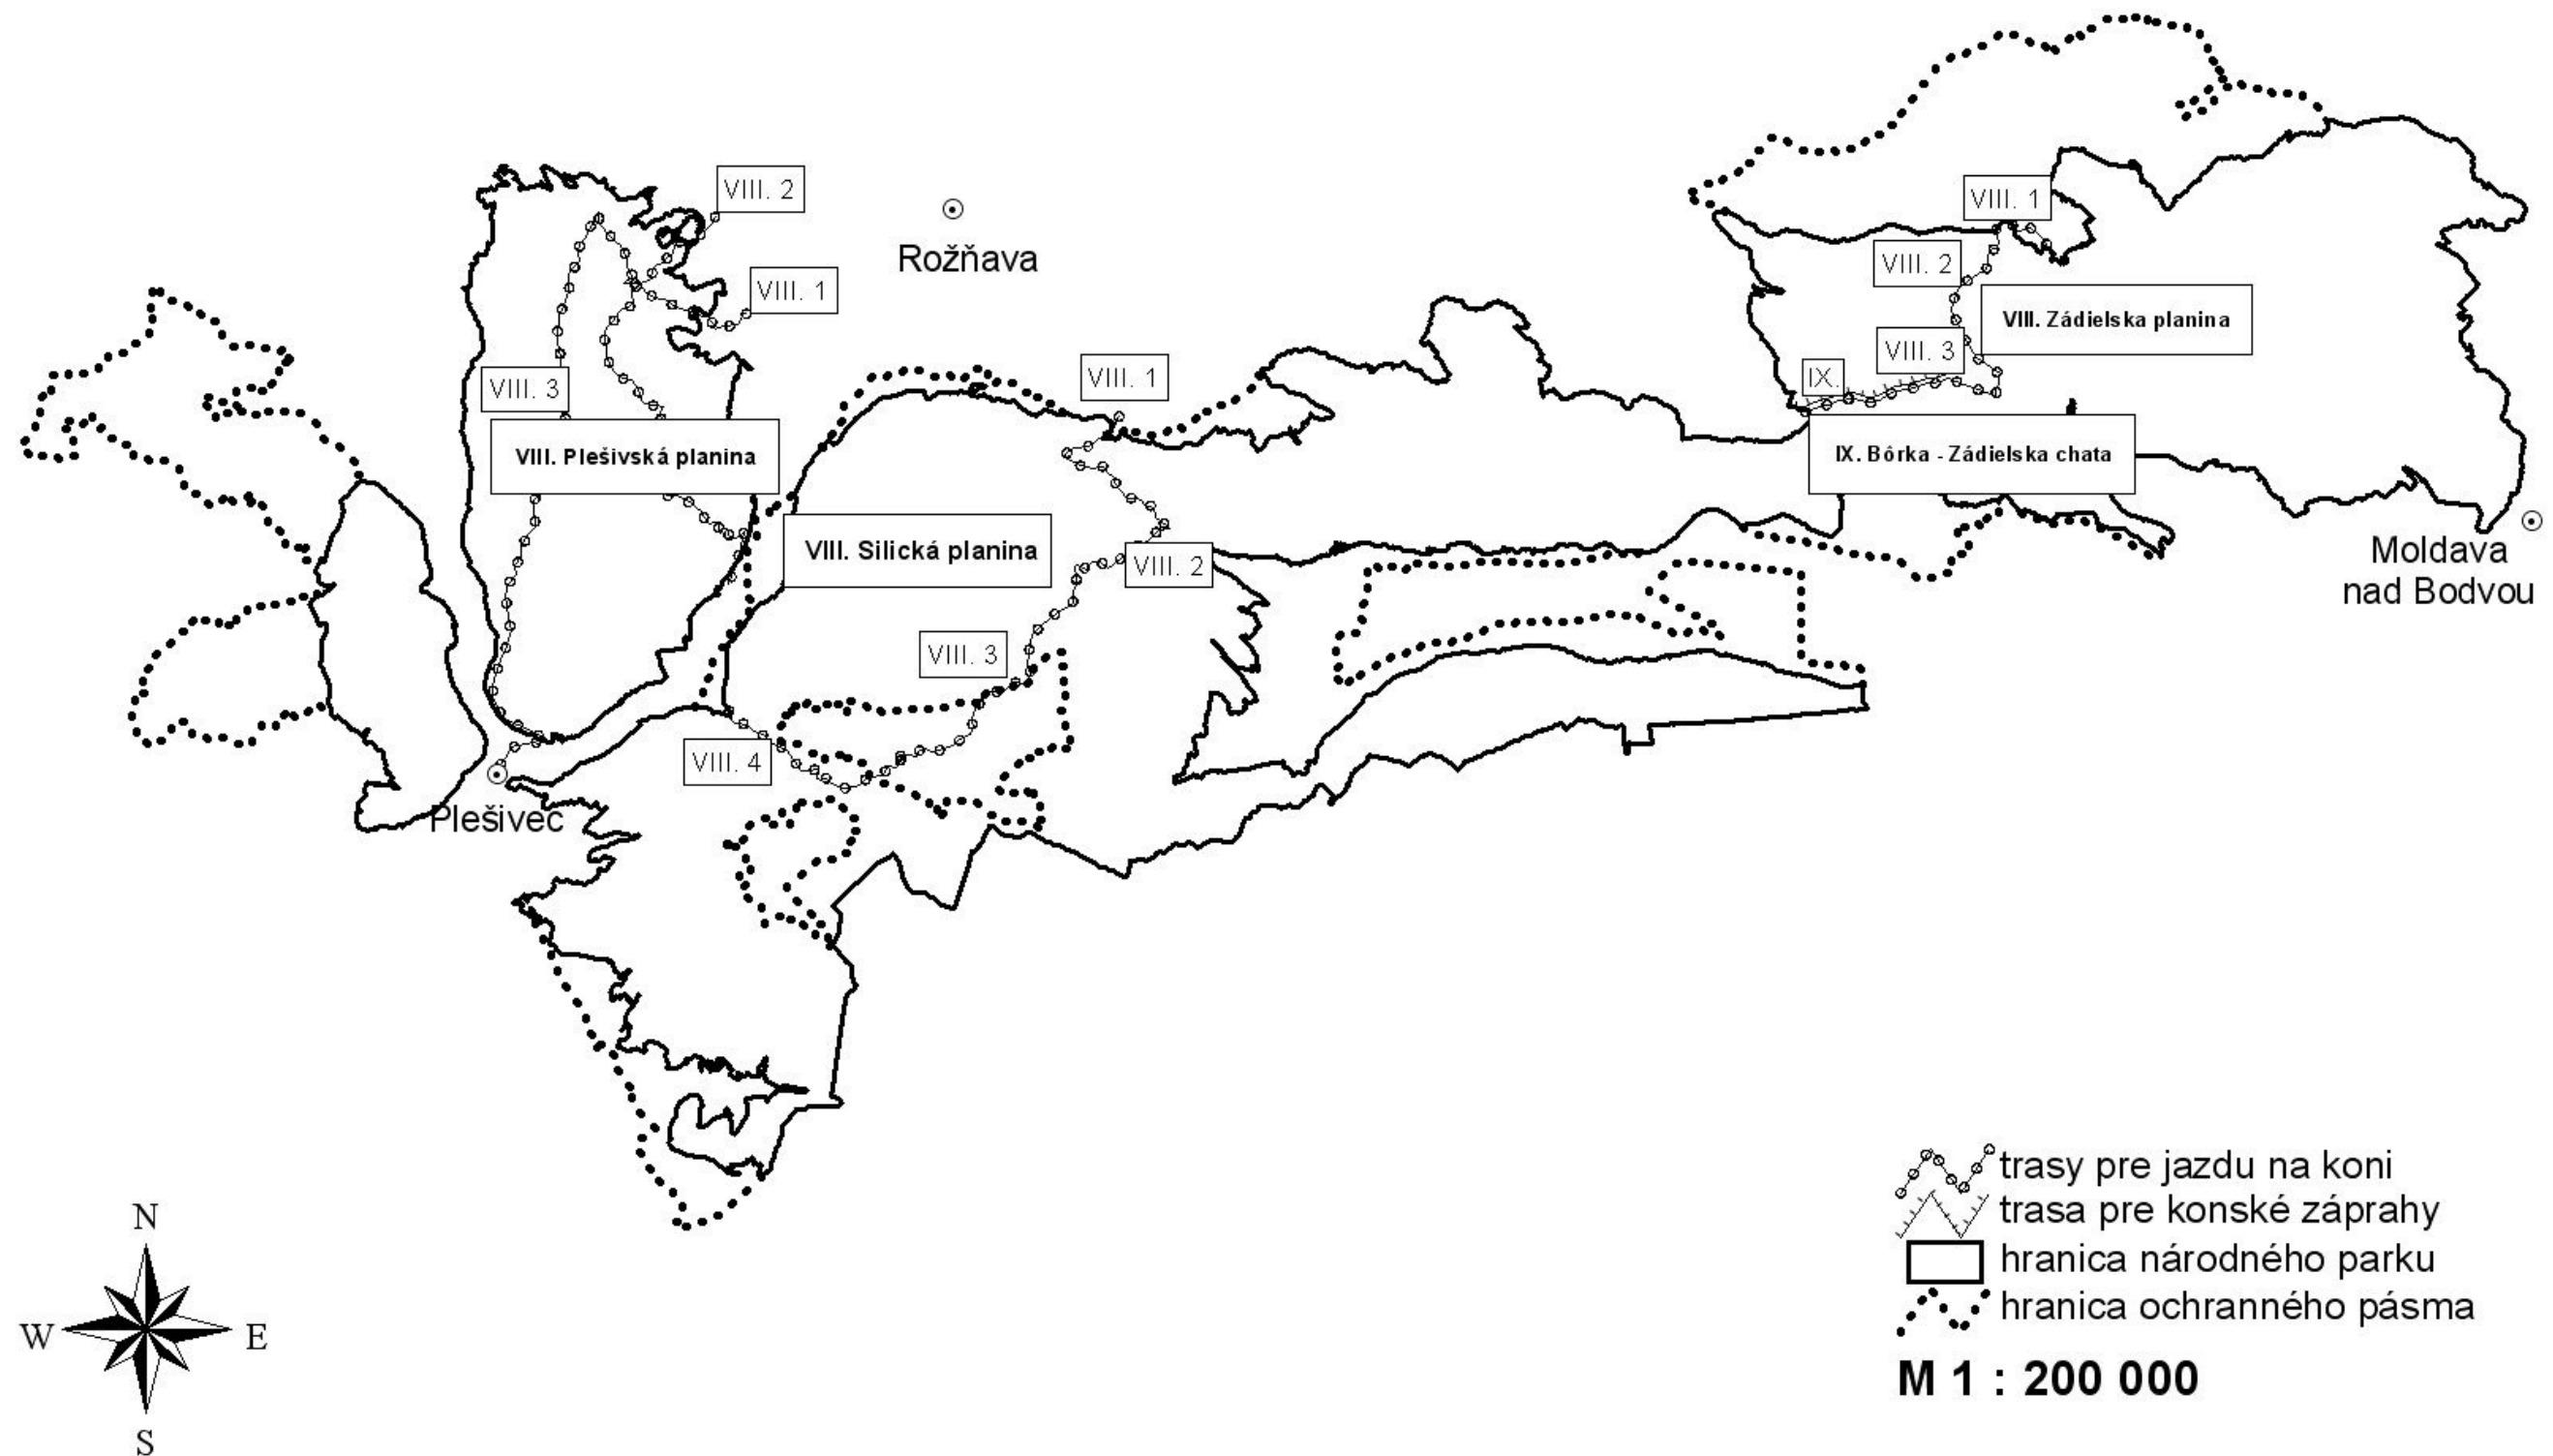 VIII. 2
VIII. 1
Rožňava
VIII. 2
VIII. 1
VIII. Zádielska planina
VIII. 3
VIII. 1
VIII. 3
IX.
VIII. Plešivská planina
IX. Bôrka - Zádielska chata
VIII. Silická planina
VIII. 2
Moldava
nad Bodvou
VIII. 3
VIII. 4
Plešivec
trasy pre jazdu na koni
trasa pre konské záprahy
hranica národného parku
hranica ochranného pásma
M 1 : 200 000
N
W
E
S